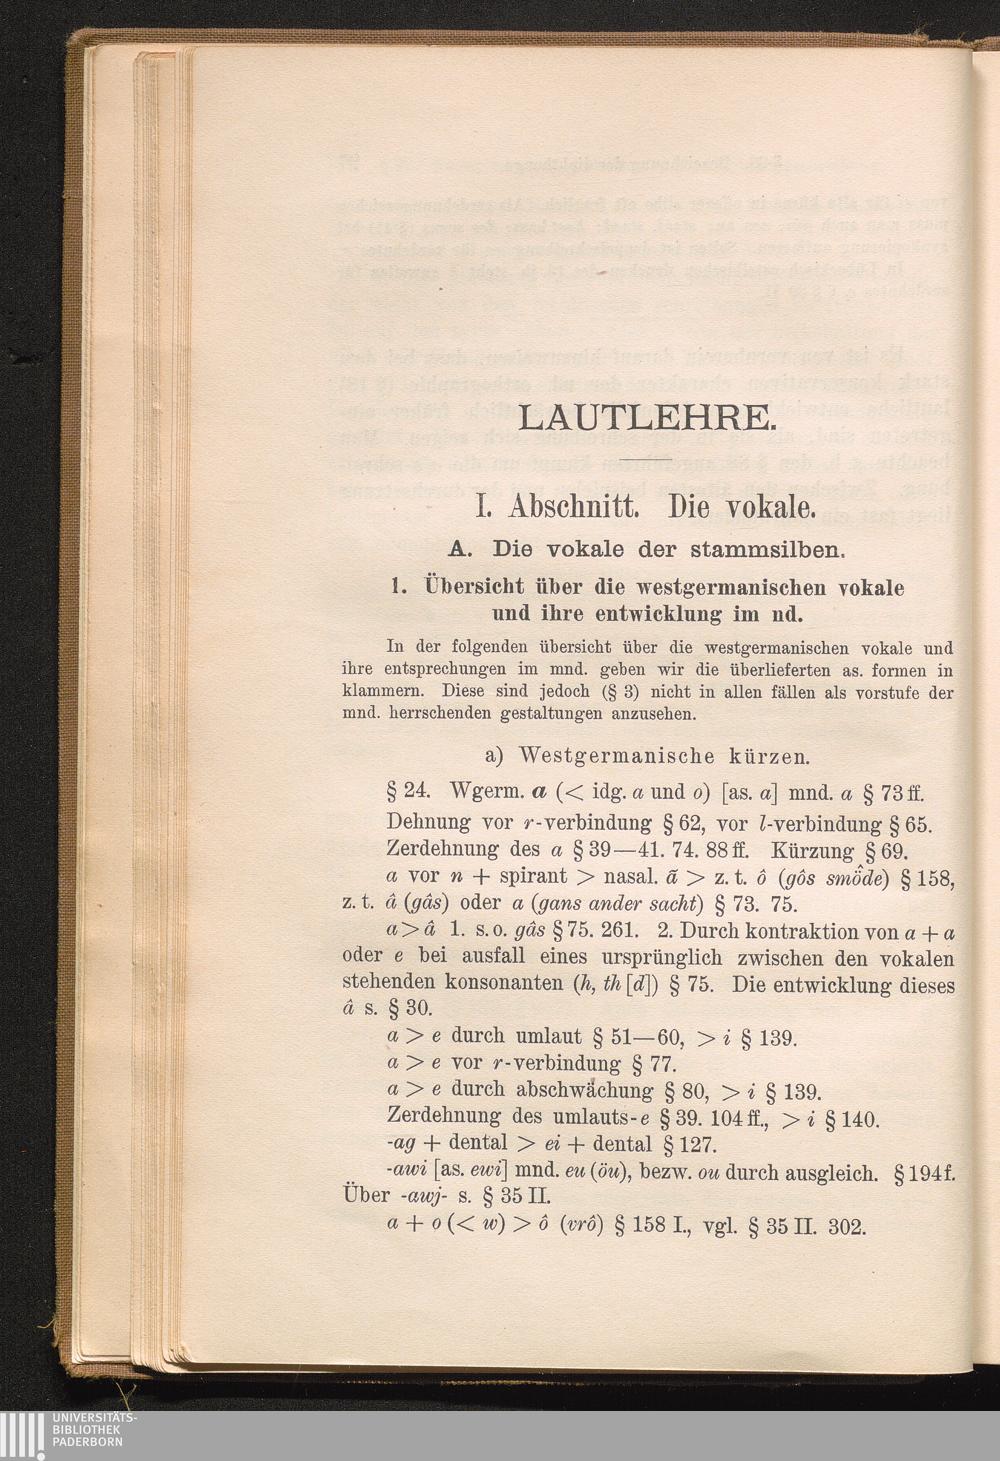 LAUTLEHRE.
I. Abschnitt. Die vokale.
A. Die vokale der stammsilben.
1. Übersicht über die westgermanischen vokale
und ihre entwicklung im nd.
In der folgenden übersicht über die westgermanischen vokale und
ihre entsprechungen im mnd. geben wir die überlieferten as. formen in
klammern. Diese sind jedoch (§ 3) nicht in allen fällen als vorstufe der
mnd. herrschenden gestaltungen anzusehen.
a) Westgermanische kürzen.
§ 24. Wgerm. a (< idg. a und o) [as. a] mnd. a § 73 ff.
Dehnung vor r-verbindung § 62, vor l-verbindung § 65.
Zerdehnung des a § 39—41. 74. 88 ff. Kürzung § 69.
a vor n + spirant > nasal. ã > z. t. ô (gôs smö̂de) § 158,
z. t. â (gâs) oder a (gans ander sacht) § 73. 75.
a > â 1. s. o. gâs § 75. 261. 2. Durch kontraktion von a + a
oder e bei ausfall eines ursprünglich zwischen den vokalen
stehenden konsonanten (h, th [d]) § 75. Die entwicklung dieses
â s. § 30.
a > e durch umlaut § 51—60, > i § 139.
a > e vor r-verbindung § 77.
a > e durch abschwächung § 80, > i § 139.
Zerdehnung des umlauts-e § 39. 104 ff., > i § 140.
-ag + dental > ei + dental § 127.
-awi [as. ewi] mnd. eu (öu), bezw. ou durch ausgleich. § 194 f.
Über -awj- s. § 35 II.
a + o (< w) > ô (vrô) § 158 I., vgl. § 35 II. 302.
UNIVERSITÄTS-
BIBLIOTHEK
PADERBORN